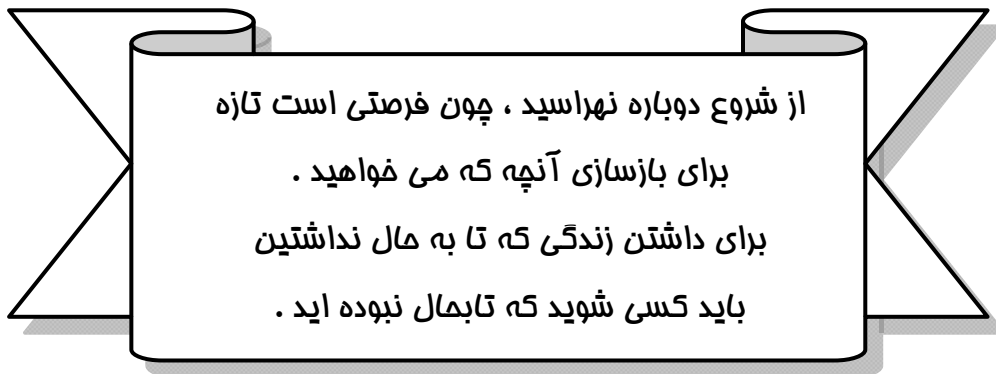 از شروع دوباره نهراسید ، چون فرصتی است تازه
برای بازسازی آنچه که می خواهید .
برای داشتن زندگی که تا به حال نداشتین
باید کسی شوید که تابحال نبوده اید .